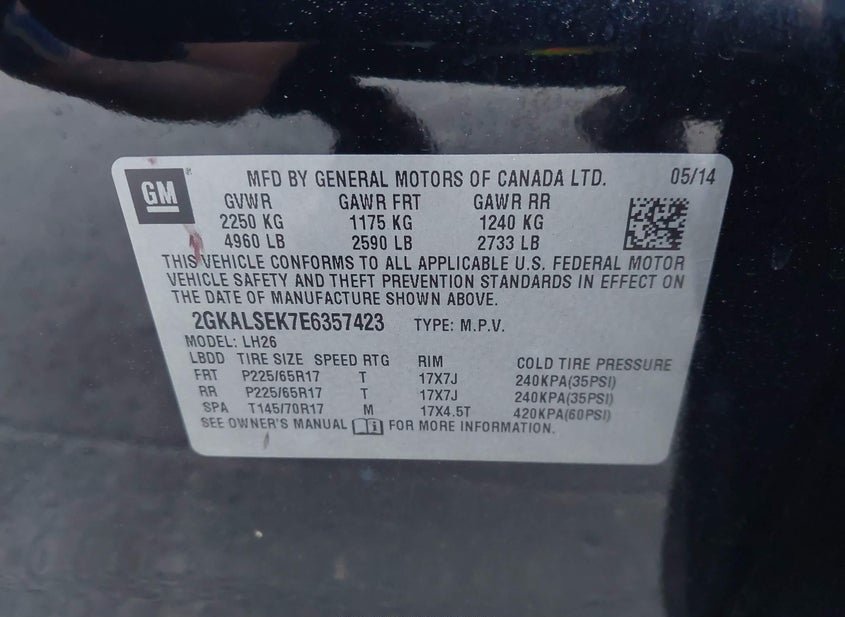 GM
MFD BY GENERAL MOTORS OF CANADA LTD. 05/14
GVWR GAWR FRT GAWR RR
2250 KG 1175 KG 1240 KG
4960 LB 2590 LB 2733 LB
THIS VEHICLE CONFORMS TO ALL APPLICABLE U.S. FEDERAL MOTOR
VEHICLE SAFETY AND THEFT PREVENTION STANDARDS IN EFFECT ON
THE DATE OF MANUFACTURE SHOWN ABOVE.
2GKALSEK7E6357423 TYPE: M.P.V.
MODEL: LH26
LBDD TIRE SIZE SPEED RTG RIM COLD TIRE PRESSURE
FRT P225/65R17 T 17X7J 240KPA(35PSI)
RR P225/65R17 T 17X7J 240KPA(35PSI)
SPA T145/70R17 M 17X4.5T 420KPA(60PSI)
SEE OWNER'S MANUAL FOR MORE INFORMATION.